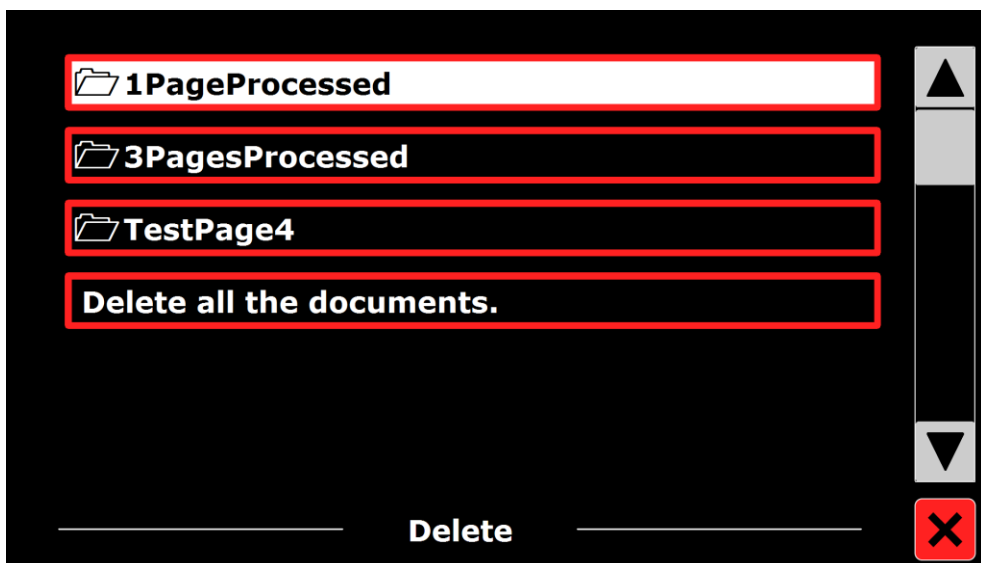 1PageProcessed
3PagesProcessed
TestPage4
Delete all the documents.
Delete